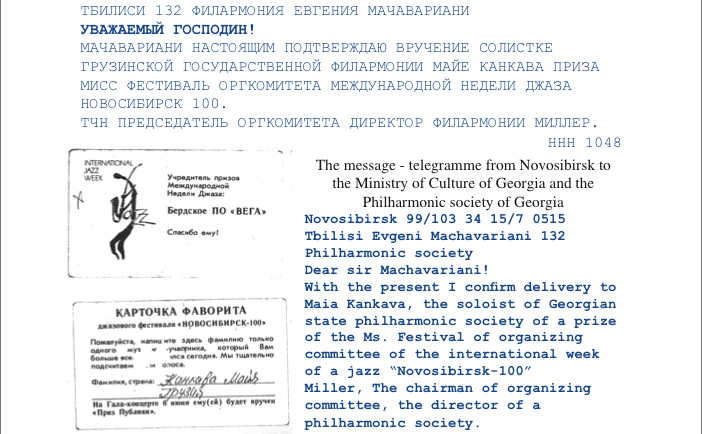 ТБИЛИСИ 132 ФИЛАРМОНИЯ ЕВГЕНИЯ МАЧАВАРИАНИ
УВАЖАЕМЫЙ ГОСПОДИН!
МАЧАВАРИАНИ НАСТОЯЩИМ ПОДТВЕРЖДАЮ ВРУЧЕНИЕ СОЛИСТКЕ
ГРУЗИНСКОЙ ГОСУДАРСТВЕННОЙ ФИЛАРМОНИИ МАЙЕ КАНКАВА ПРИЗА
МИСС ФЕСТИВАЛЬ ОРГКОМИТЕТА МЕЖДУНАРОДНОЙ НЕДЕЛИ ДЖАЗА
НОВОСИБИРСК 100.
ТЧН ПРЕДСЕДАТЕЛЬ ОРГКОМИТЕТА ДИРЕКТОР ФИЛАРМОНИИ МИЛЛЕР.
ННН 1048
INTERNATIONAL
JAZZ
WEEK
Jazz
Учредитель призов
Международной
Недели Джаза:
Бердское ПО «ВЕГА»
Спасибо ему!
КАРТОЧКА ФАВОРИТА
джазового фестиваля «НОВОСИБИРСК-100»
Пожалуйста, напишите здесь фамилию только
одного муз -участника, который Вам
больше все лся сегодня. Мы тщательно
подсчитаем олоса.
Фамилия, страна: Канкава Майя
Грузия
На Гала-концерте 6 июня ему(ей) будет вручен
«Приз Публики».
The message - telegramme from Novosibirsk to
the Ministry of Culture of Georgia and the
Philharmonic society of Georgia
Novosibirsk 99/103 34 15/7 0515
Tbilisi Evgeni Machavariani 132
Philharmonic society
Dear sir Machavariani!
With the present I confirm delivery to
Maia Kankava, the soloist of Georgian
state philharmonic society of a prize
of the Ms. Festival of organizing
committee of the international week
of a jazz “Novosibirsk-100”
Miller, The chairman of organizing
committee, the director of a
philharmonic society.